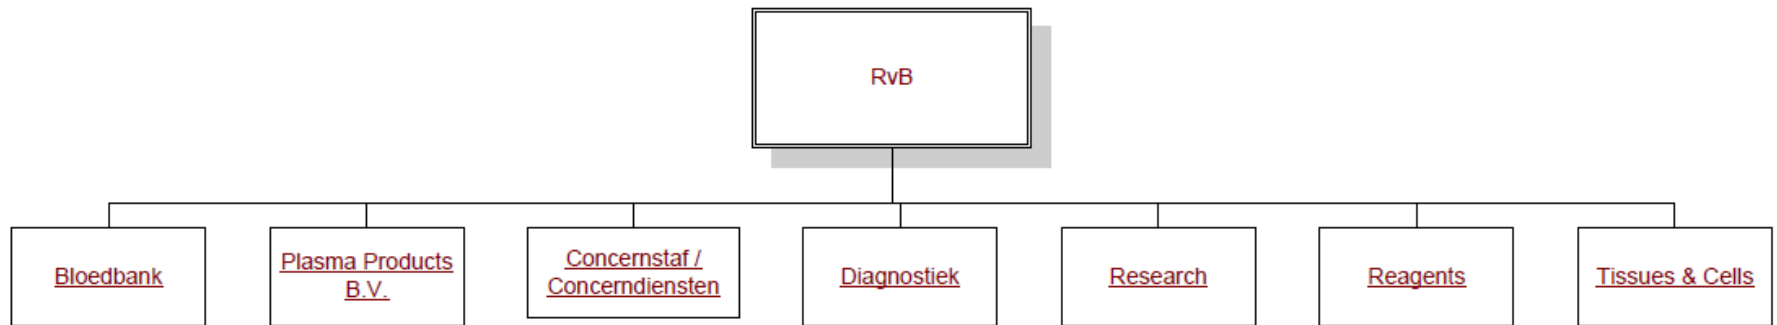 RvB
Bloedbank
Plasma Products
B.V.
Concernstaf /
Concerndiensten
Diagnostiek
Research
Reagents
Tissues & Cells